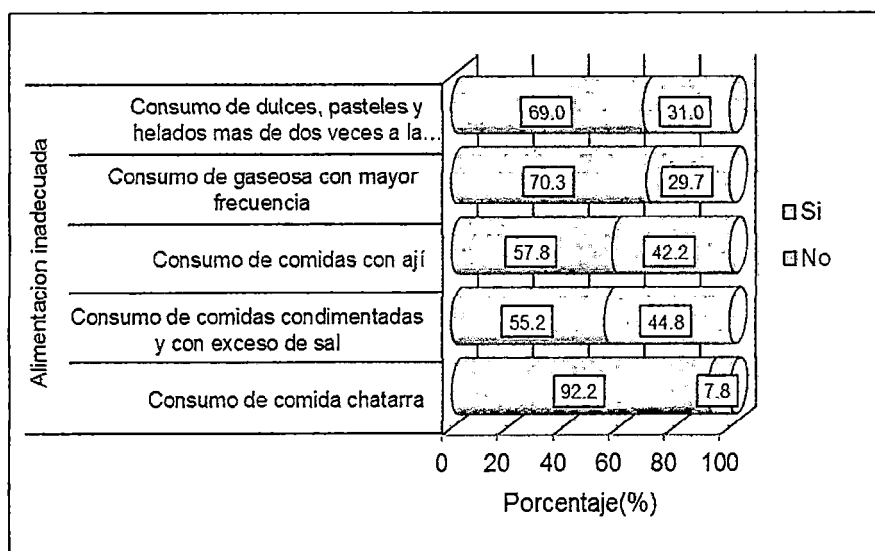 Alimentacion inadecuada
Consumo de dulces, pasteles y
helados mas de dos veces a la...
69.0
31.0
Consumo de gaseosa con mayor
frecuencia
70.3
29.7
Consumo de comidas con ají
57.8
42.2
Consumo de comidas condimentadas
y con exceso de sal
55.2
44.8
Consumo de comida chatarra
92.2
7.8
Si
No
0 20 40 60 80 100
Porcentaje(%)